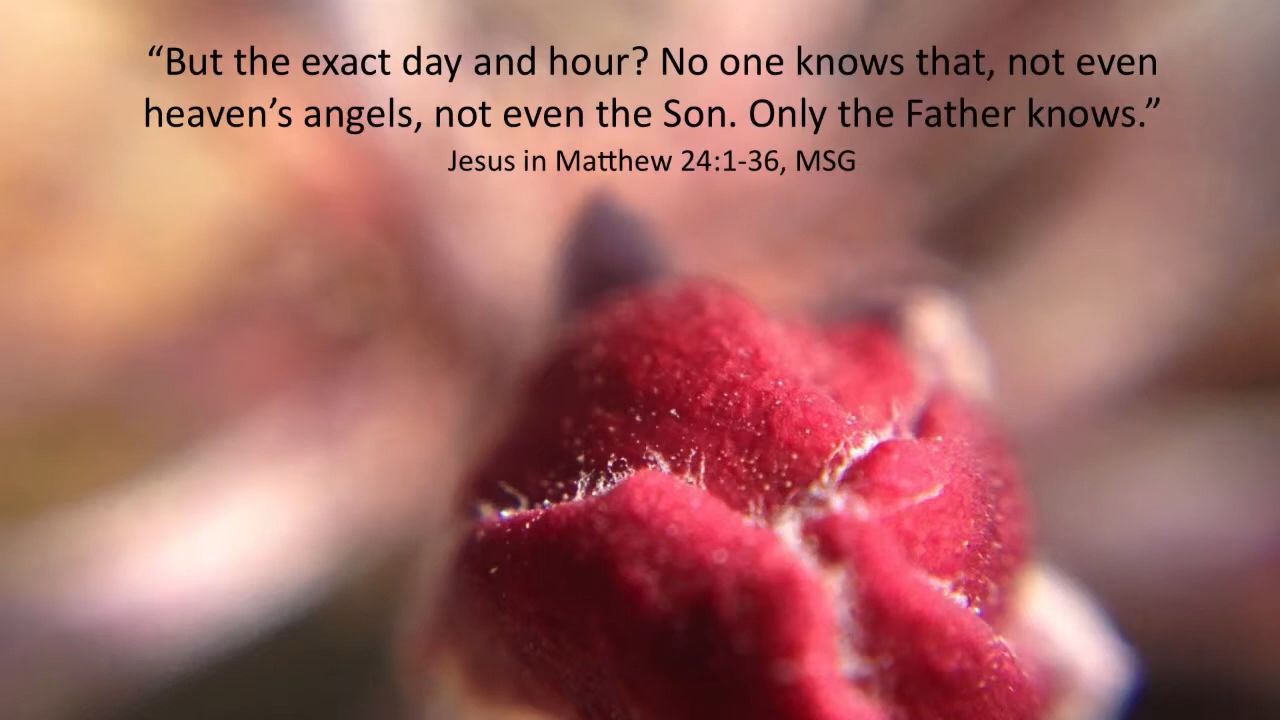 “But the exact day and hour? No one knows that, not even
heaven’s angels, not even the Son. Only the Father knows.”
Jesus in Matthew 24:1-36, MSG